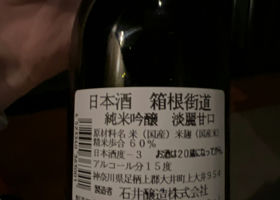 日本酒 箱根街道
純米吟醸 淡麗甘口
原材料名 米(国産)米麹(国産米)
精米歩合 60%
日本酒度-3 お酒は20歳になってから。
アルコール分15度
神奈川県足柄上郡大井町上大井954
製造者 石井醸造株式会社